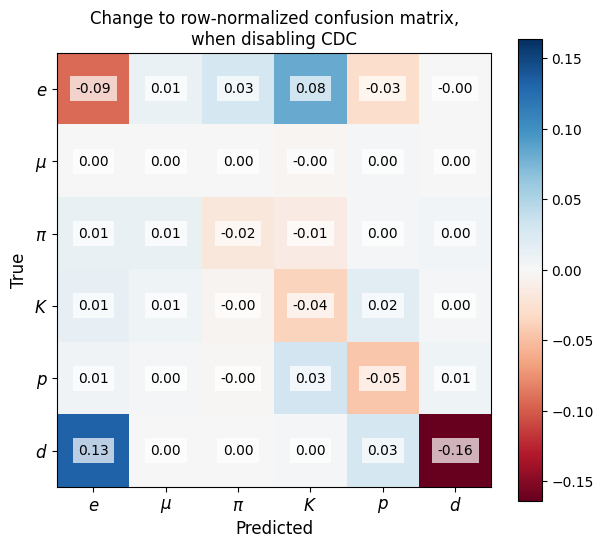 Change to row-normalized confusion matrix,
when disabling CDC
True
e -0.09 0.01 0.03 0.08 -0.03 -0.00
μ 0.00 0.00 0.00 -0.00 0.00 0.00
π 0.01 0.01 -0.02 -0.01 0.00 0.00
K 0.01 0.01 -0.00 -0.04 0.02 0.00
p 0.01 0.00 -0.00 0.03 -0.05 0.01
d 0.13 0.00 0.00 0.00 0.03 -0.16
e μ π K p d
Predicted
0.15
0.10
0.05
0.00
−0.05
−0.10
−0.15